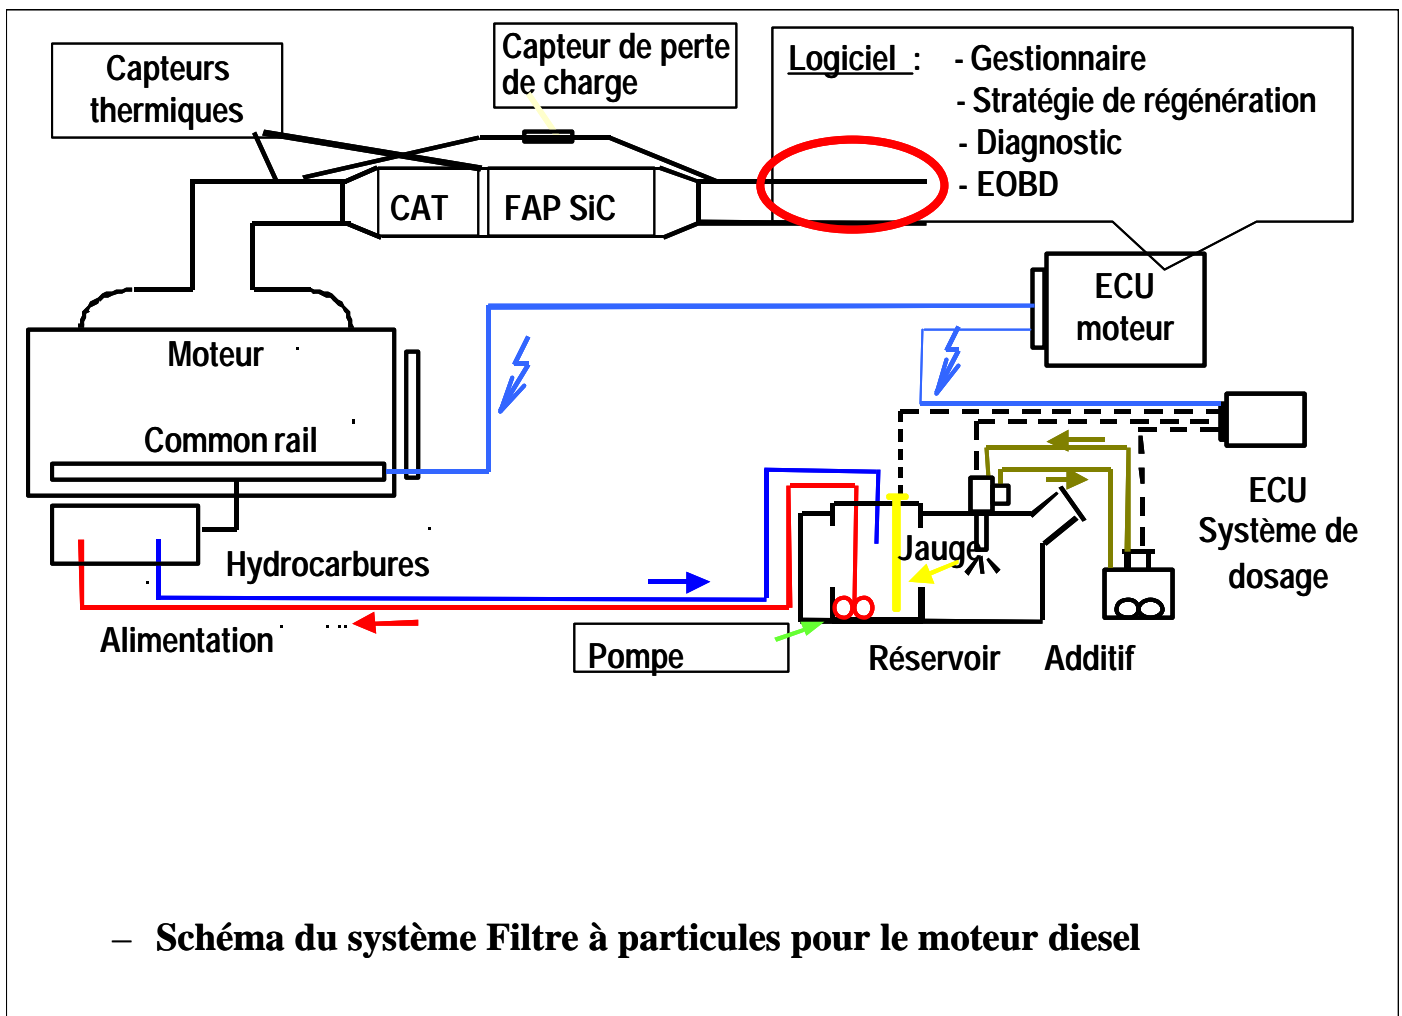 Capteurs
thermiques
Capteur de perte
de charge
Logiciel : - Gestionnaire
- Stratégie de régénération
- Diagnostic
- EOBD
CAT
FAP SiC
ECU
moteur
Moteur
Common rail
Hydrocarbures
Alimentation
Pompe
Jauge
Réservoir
Additif
ECU
Système de
dosage
– Schéma du système Filtre à particules pour le moteur diesel